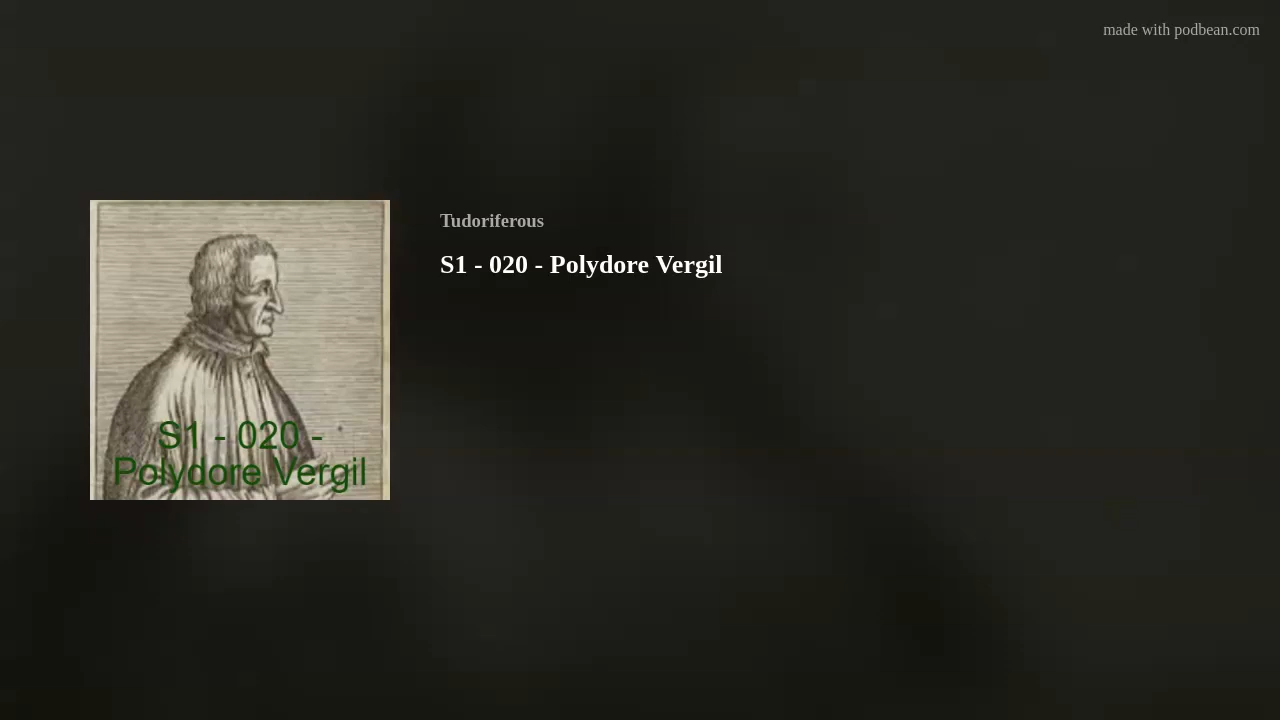 made with podbean.com
Tudoriferous
S1 - 020 - Polydore Vergil
S1 - 020 -
Polydore Vergil